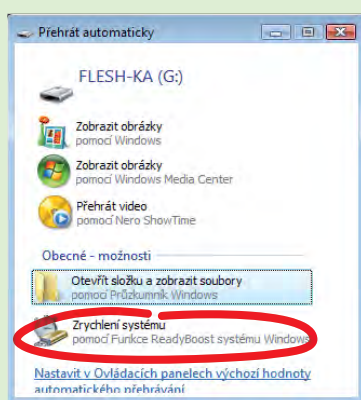 Přehrát automaticky
FLESH-KA (G:)
Zobrazit obrázky
pomocí Windows
Zobrazit obrázky
pomocí Windows Media Center
Přehrát video
pomocí Nero ShowTime
Obecné - možnosti
Otevřít složku a zobrazit soubory
pomocí Průzkumník Windows
Zrychlení systému
pomocí Funkce ReadyBoost systému Windows
Nastavit v Ovládacích panelech výchozí hodnoty
automatického přehrávání